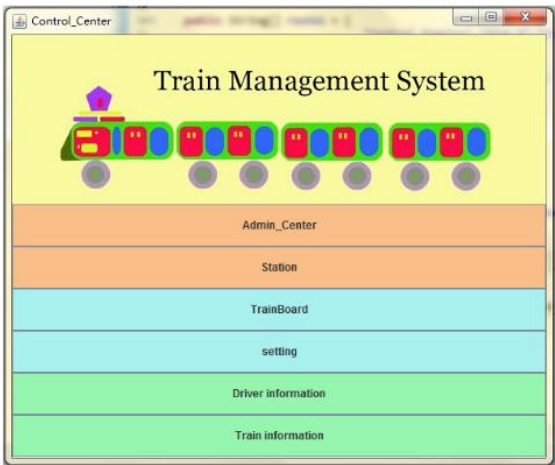 Control_Center
Train Management System
Admin_Center
Station
TrainBoard
setting
Driver information
Train information